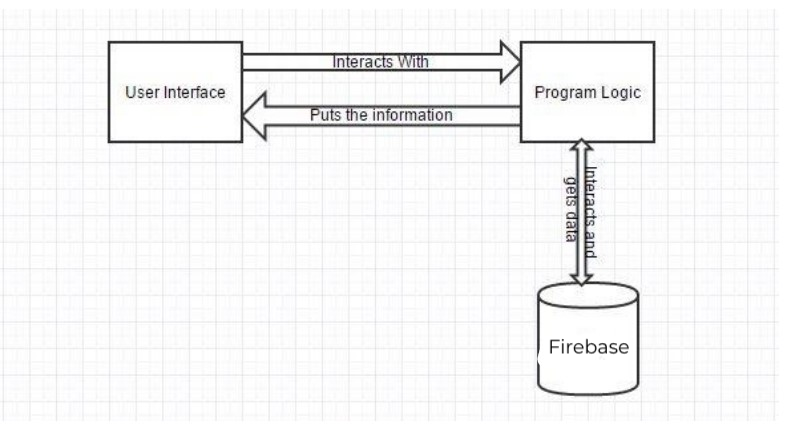 Interacts With
User Interface
Program Logic
Puts the information
Interacts and
gets data
Firebase